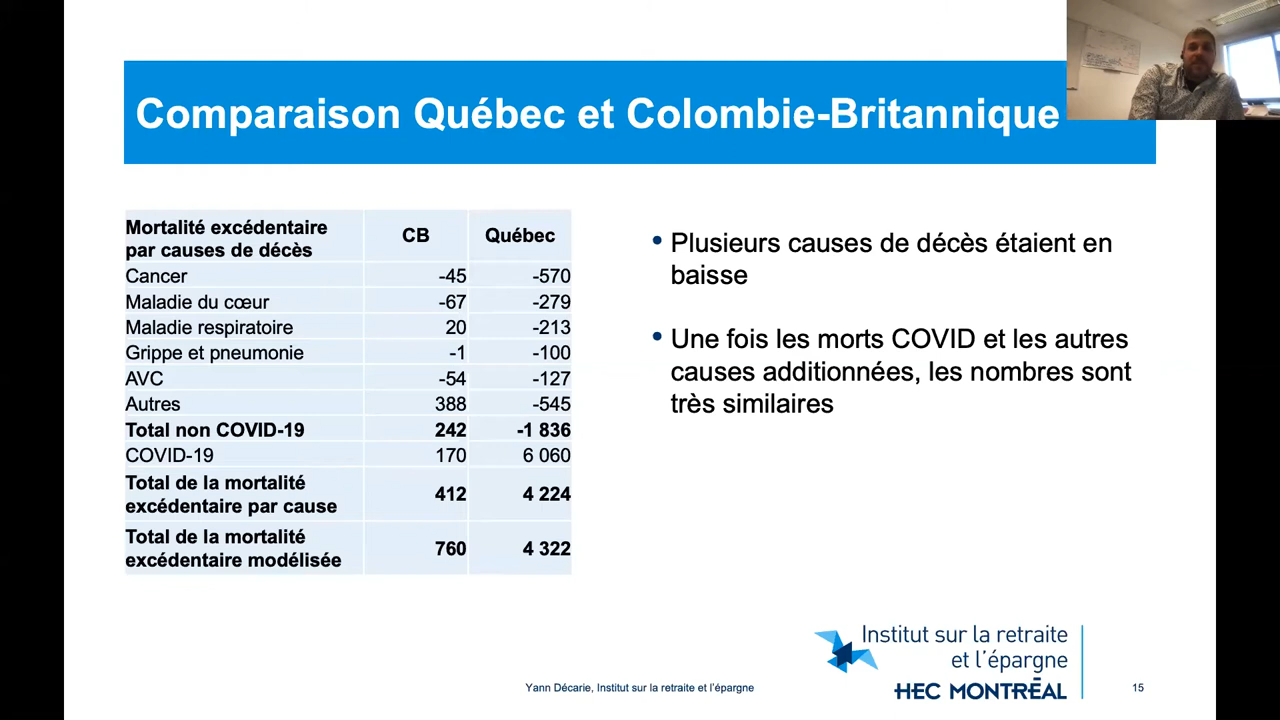 Comparaison Québec et Colombie-Britannique
Mortalité excédentaire
par causes de décès CB Québec
Cancer -45 -570
Maladie du cœur -67 -279
Maladie respiratoire 20 -213
Grippe et pneumonie -1 -100
AVC -54 -127
Autres 388 -545
Total non COVID-19 242 -1 836
COVID-19 170 6 060
Total de la mortalité
excédentaire par cause 412 4 224
Total de la mortalité
excédentaire modélisée 760 4 322
• Plusieurs causes de décès étaient en
baisse
• Une fois les morts COVID et les autres
causes additionnées, les nombres sont
très similaires
Institut sur la retraite
et l'épargne
HEC MONTRÉAL
Yann Décarie, Institut sur la retraite et l'épargne
15